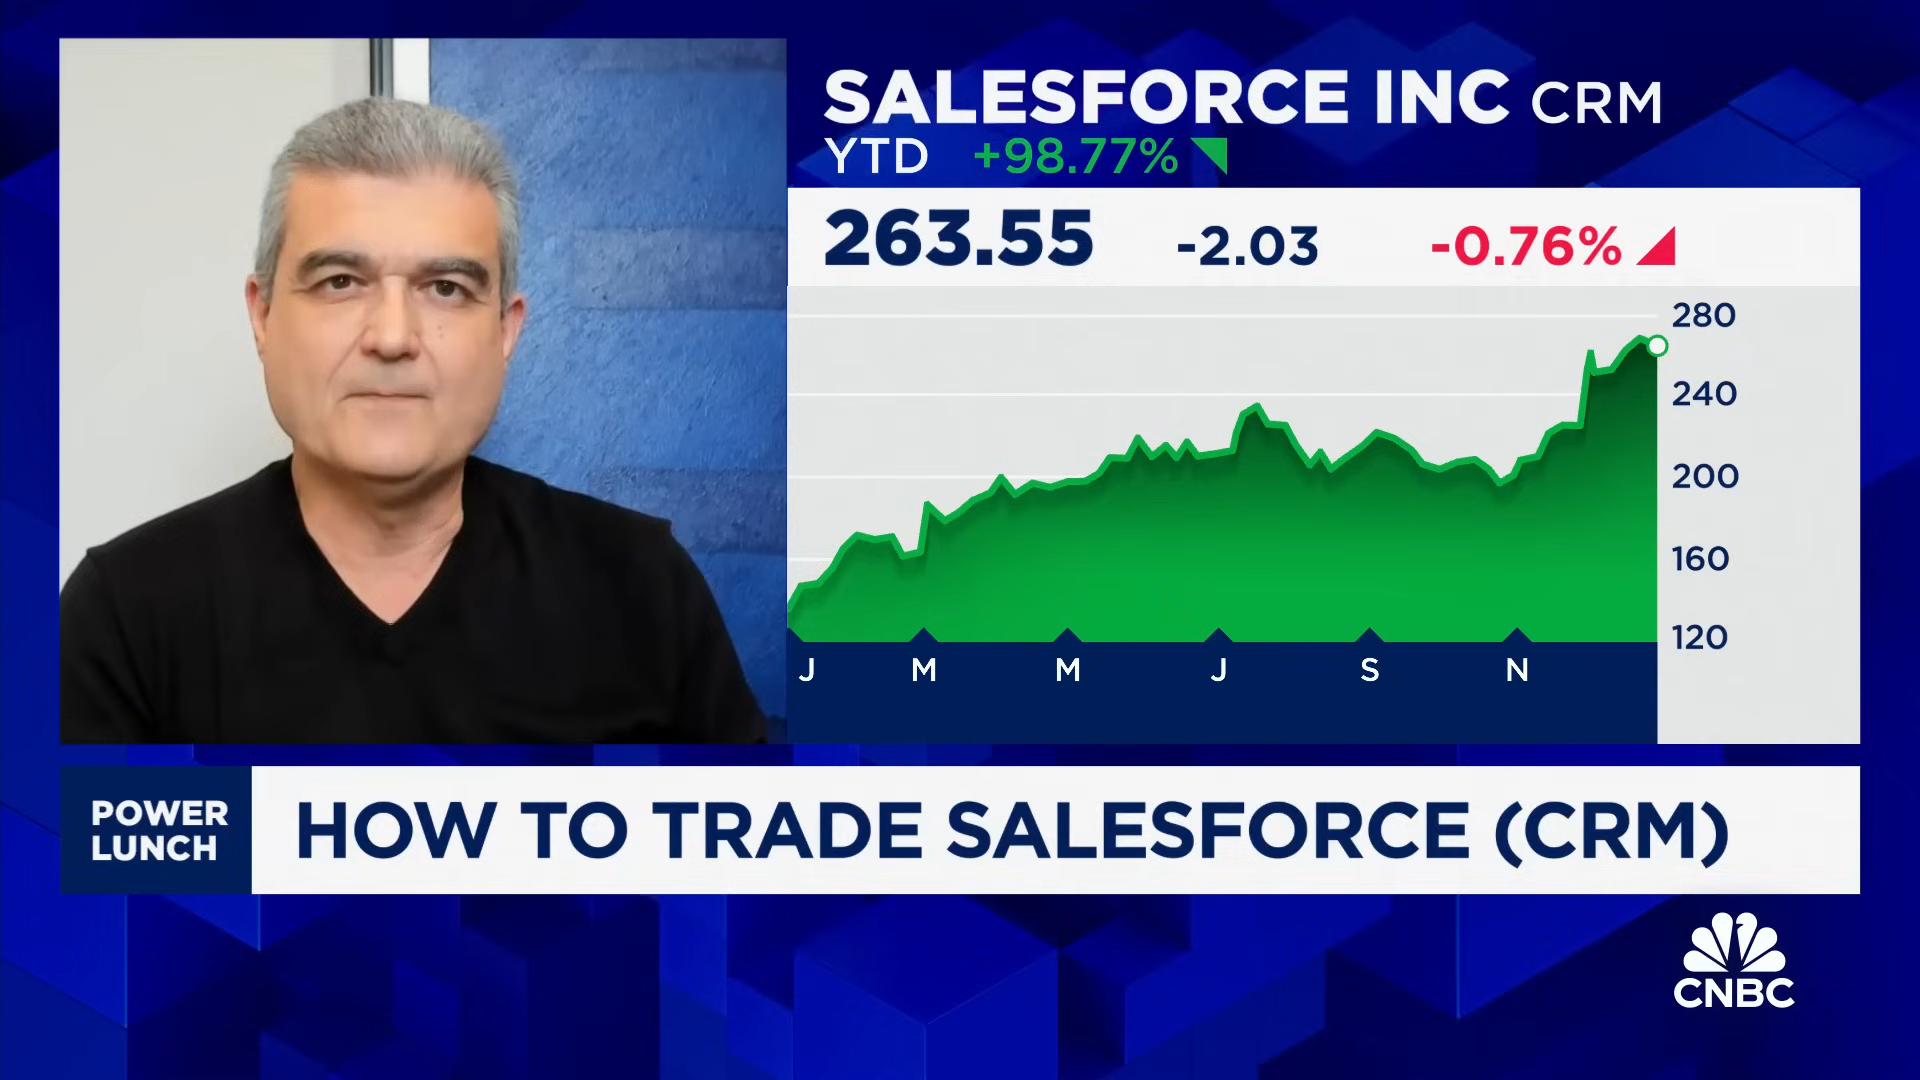 SALESFORCE INC CRM
YTD +98.77%
263.55 -2.03 -0.76%
280
240
200
160
120
J M M J S N
POWER LUNCH
HOW TO TRADE SALESFORCE (CRM)
CNBC